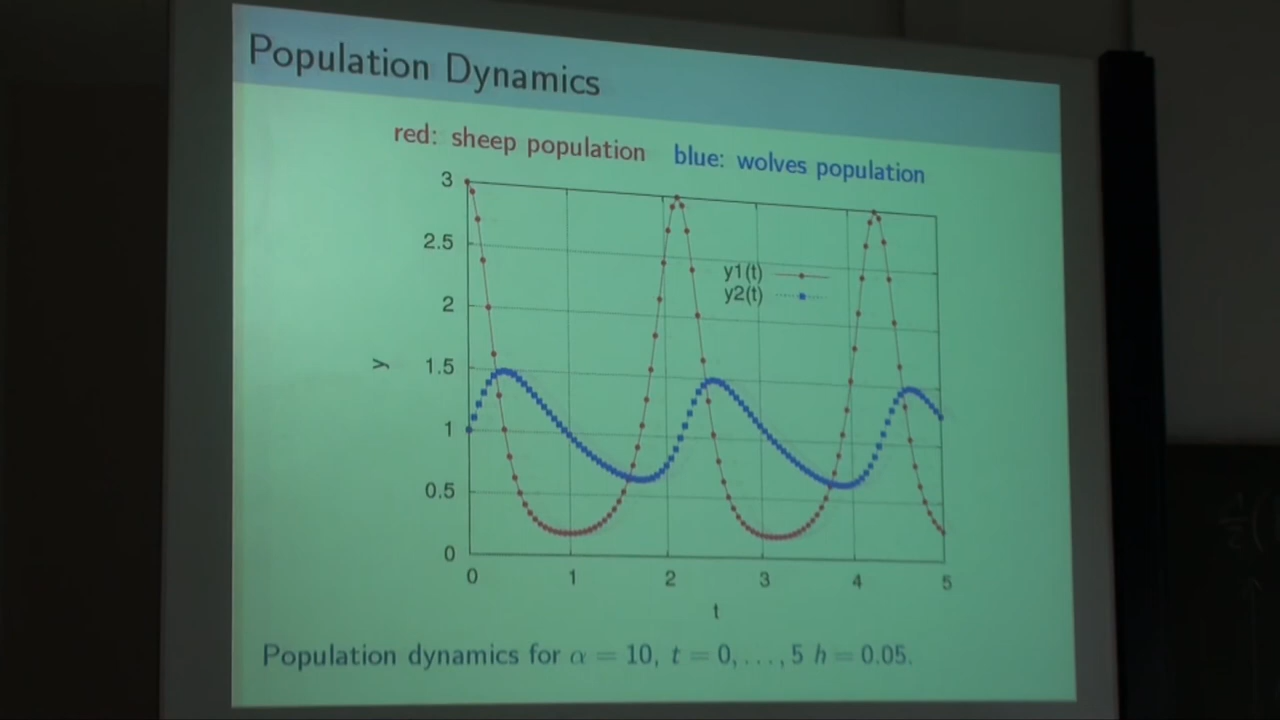 Population Dynamics
red: sheep population blue: wolves population
3
2.5
2
1.5
1
0.5
0
y
y1(t)
y2(t)
0 1 2 3 4 5
t
Population dynamics for α = 10, t = 0, . . . , 5 h = 0.05.